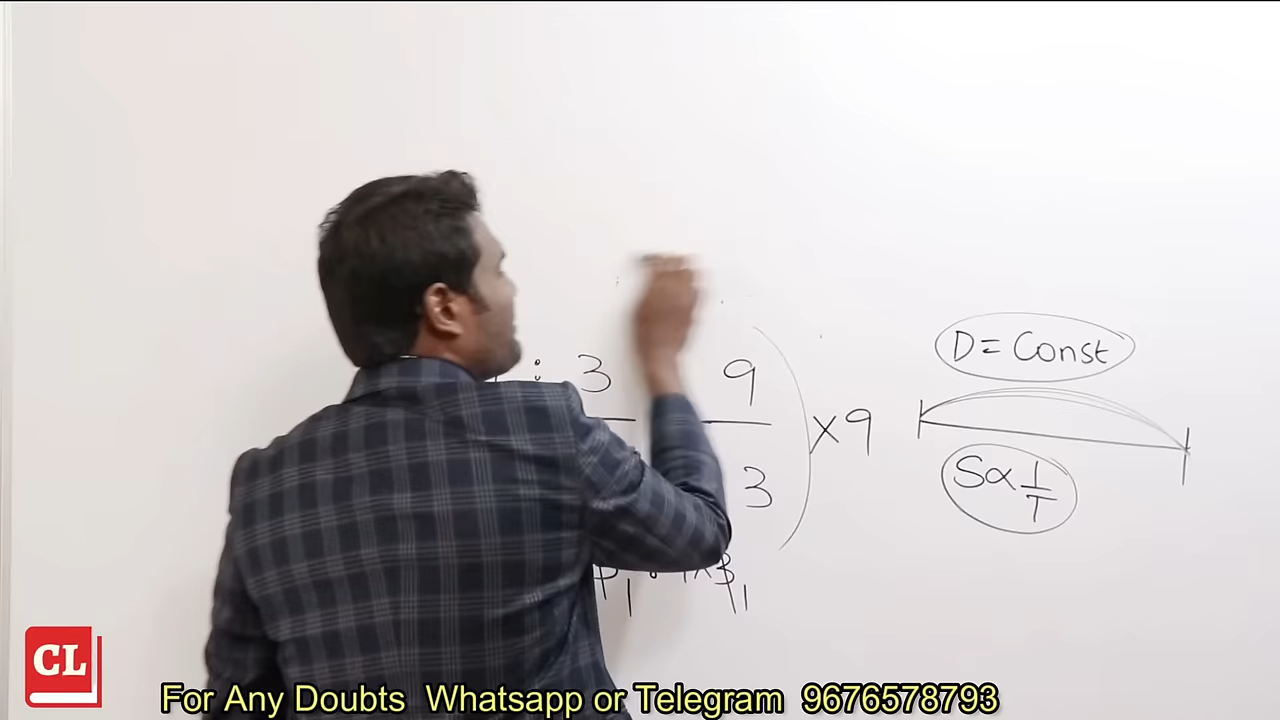 : 3 9
3
×9
D = Const
S∝ 1/T
CL
For Any Doubts Whatsapp or Telegram 9676578793